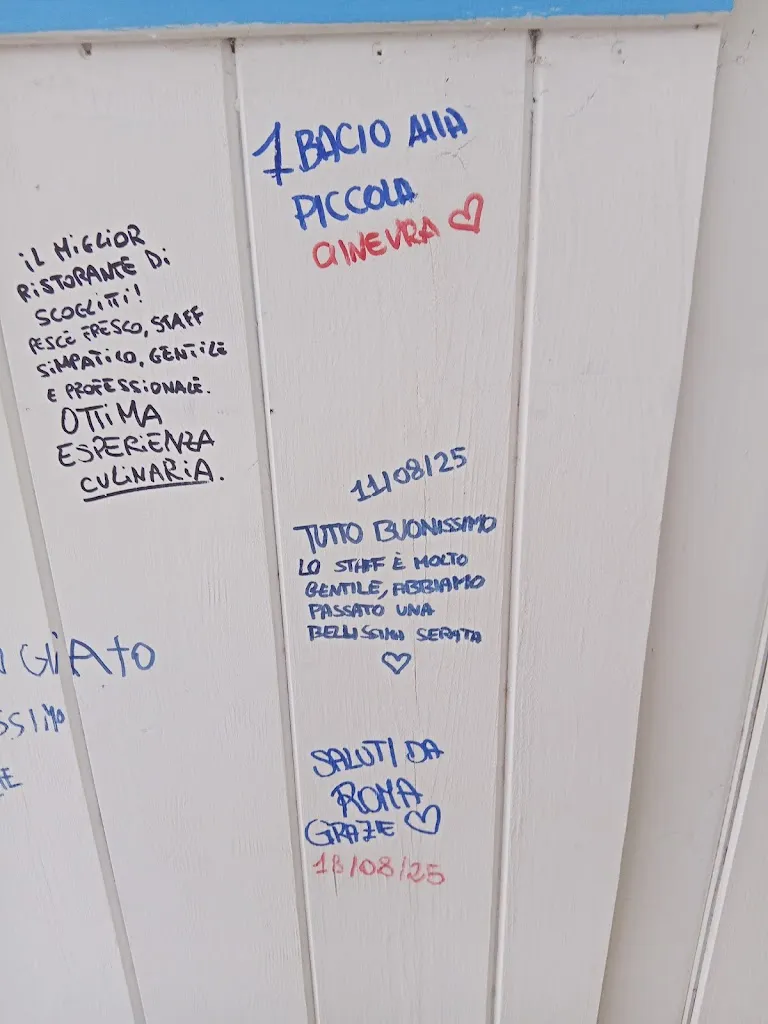 1 BACIO AllA
PICCOLA
GINEVRA
iL MiGLiOR
RiSTORANTE Di
SCOGLiTTi!
PESCE FRESCO, STAFF
SiMPATiCO, GENTiLE
E PROFESSIONALE.
OTTiMA
ESPERiENZA
CULiNARiA.
11/08/25
TUTTO BUONISSIMO
LO STAFF È MOLTO
GENTILE, ABBIAMO
PASSATO UNA
BELLISSIMA SERATA
GiAto
SSIMO
SALUTI DA
ROMA
GRAZIE
18/08/25